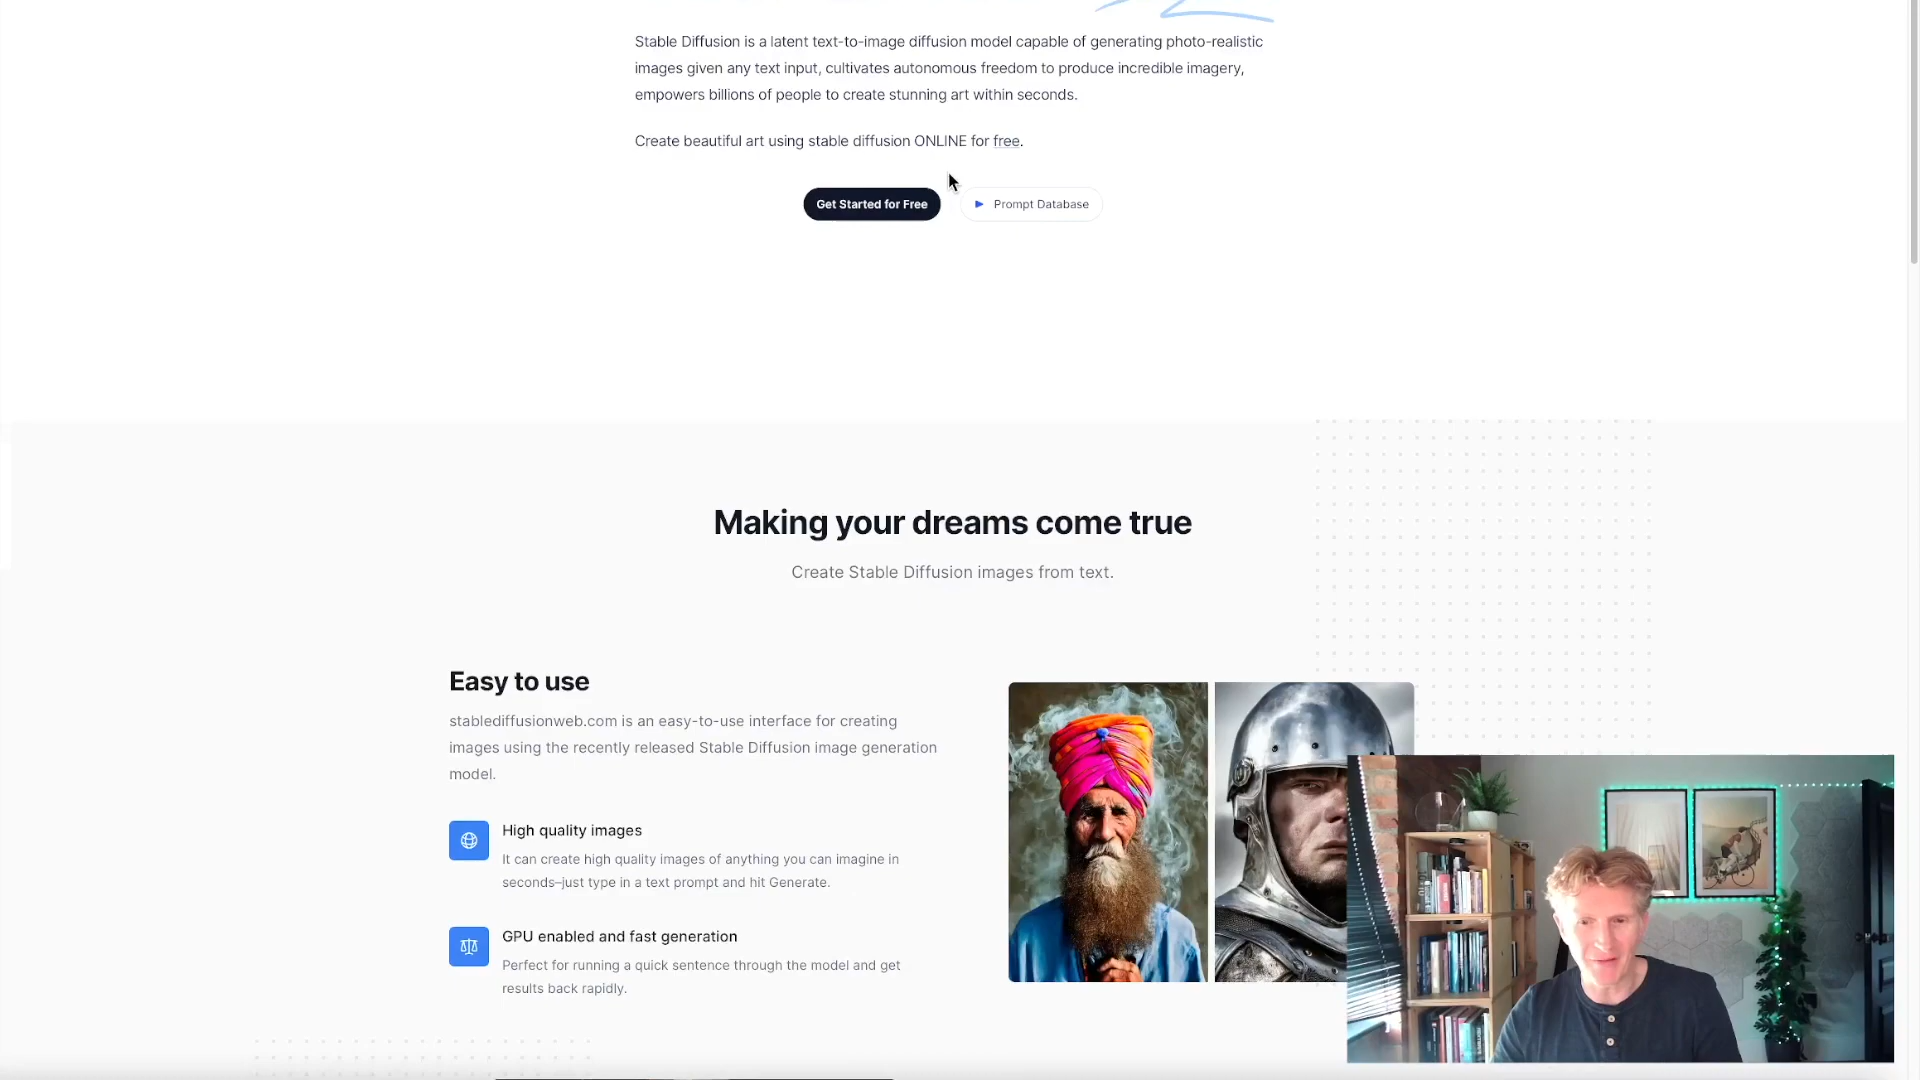 Stable Diffusion is a latent text-to-image diffusion model capable of generating photo-realistic
images given any text input, cultivates autonomous freedom to produce incredible imagery,
empowers billions of people to create stunning art within seconds.
Create beautiful art using stable diffusion ONLINE for free.
Get Started for Free
Prompt Database
Making your dreams come true
Create Stable Diffusion images from text.
Easy to use
stablediffusionweb.com is an easy-to-use interface for creating
images using the recently released Stable Diffusion image generation
model.
High quality images
It can create high quality images of anything you can imagine in
seconds–just type in a text prompt and hit Generate.
GPU enabled and fast generation
Perfect for running a quick sentence through the model and get
results back rapidly.